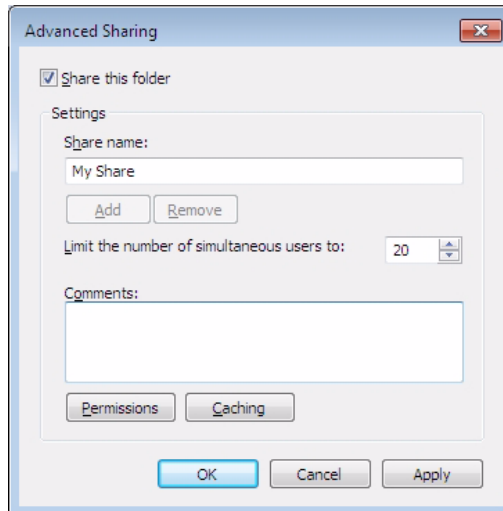 Advanced Sharing
Share this folder
Settings
Share name:
My Share
Add Remove
Limit the number of simultaneous users to: 20
Comments:
Permissions Caching
OK Cancel Apply